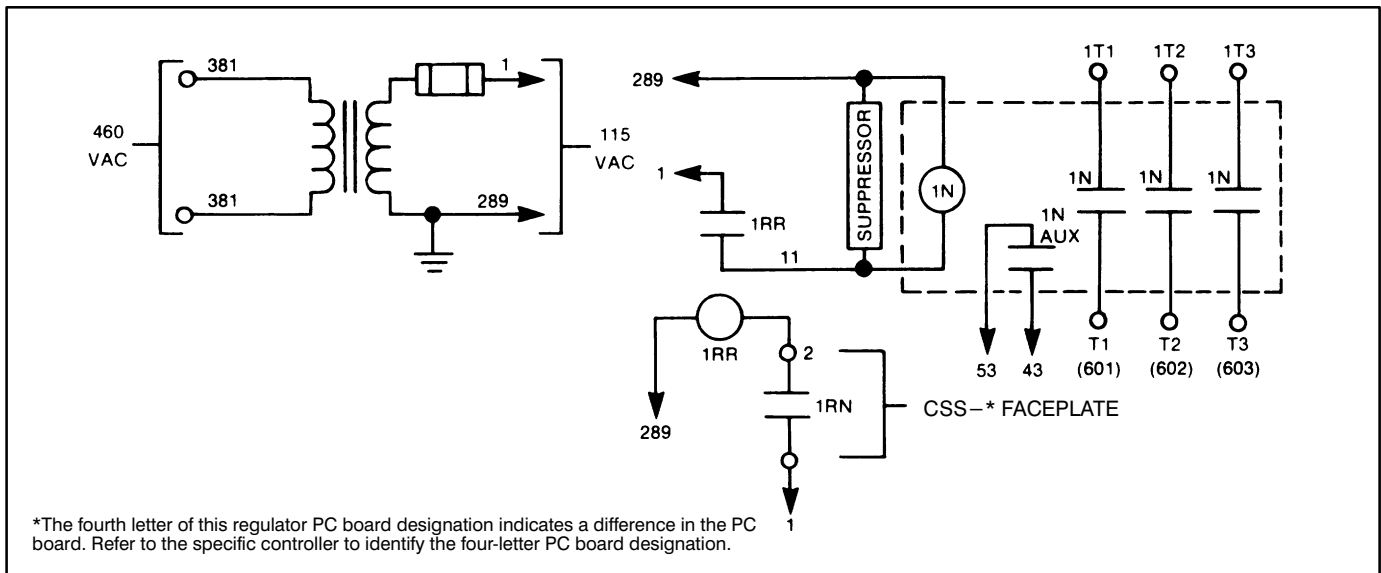 381
1
460
VAC
115
VAC
381
289
289
1
1RR
11
SUPPRESSOR
1N
1N
AUX
53
43
1T1
1T2
1T3
1N
1N
1N
T1
(601)
T2
(602)
T3
(603)
1RR
2
1RN
289
1
CSS–* FACEPLATE
*The fourth letter of this regulator PC board designation indicates a difference in the PC
board. Refer to the specific controller to identify the four-letter PC board designation.